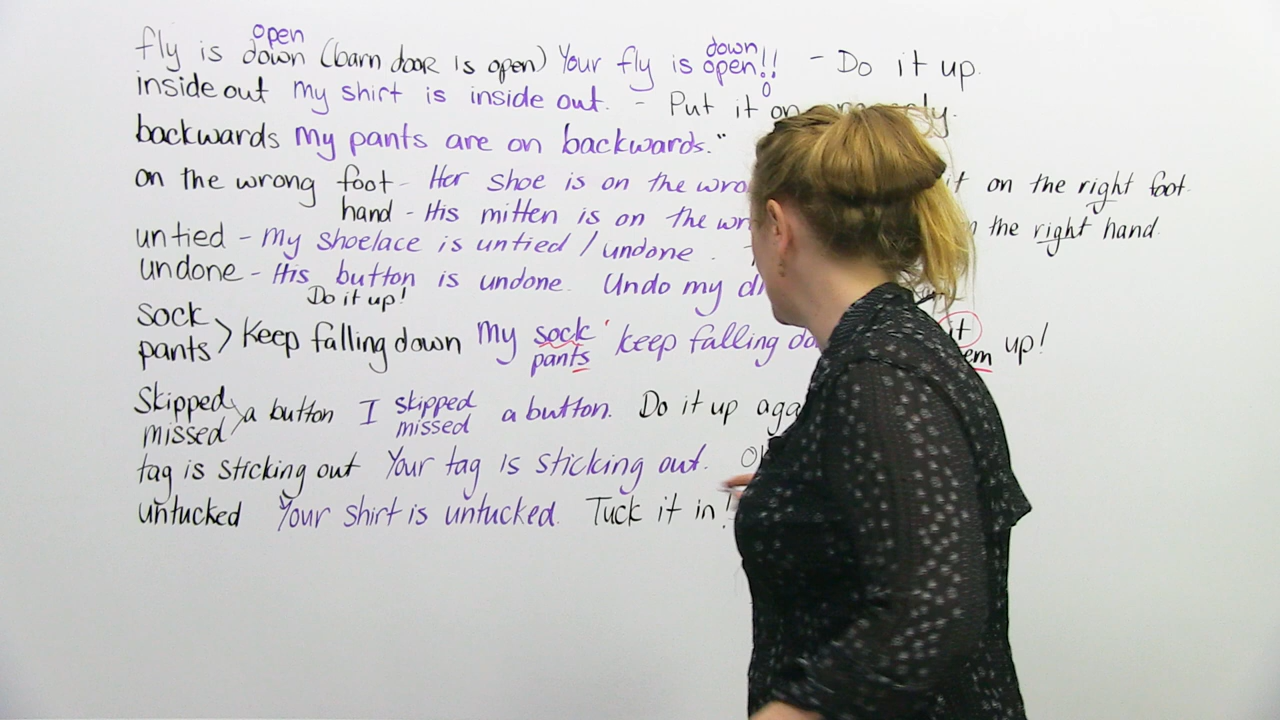 open down
fly is down (barn door is open) Your fly is open!! - Do it up.
inside out My shirt is inside out. - Put it on
backwards My pants are on backwards."
on the wrong foot - Her shoe is on the on the right foot.
hand - His mitten is on the the right hand.
untied - My shoelace is untied / undone.
undone - His button is undone. Undo my
Do it up!
sock > Keep falling down My sock ' keep falling it up!
pants pants
Skipped > a button I skipped a button. Do it up
missed missed
tag is sticking out Your tag is sticking out.
untucked Your shirt is untucked. Tuck it in!